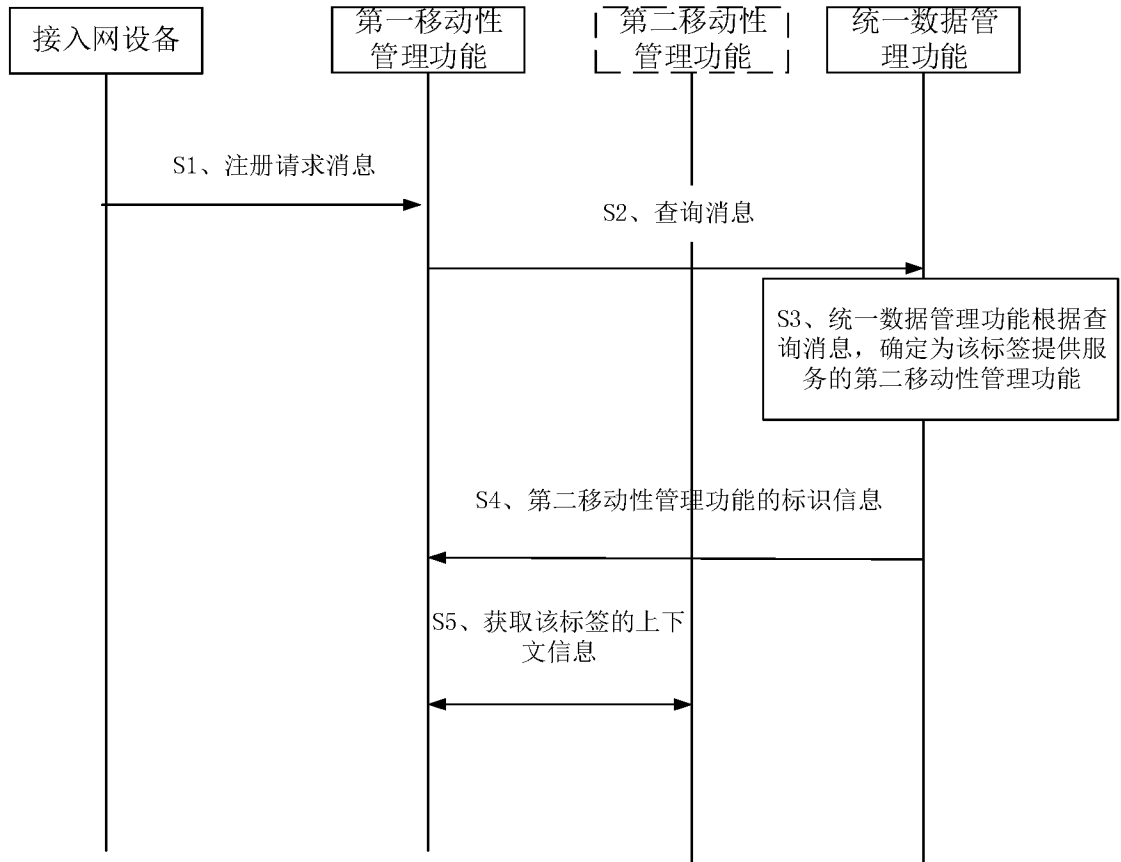 接入网设备
第一移动性
管理功能
第二移动性
管理功能
统一数据管
理功能
S1、注册请求消息
S2、查询消息
S3、统一数据管理功能根据查
询消息，确定为该标签提供服
务的第二移动性管理功能
S4、第二移动性管理功能的标识信息
S5、获取该标签的上下
文信息